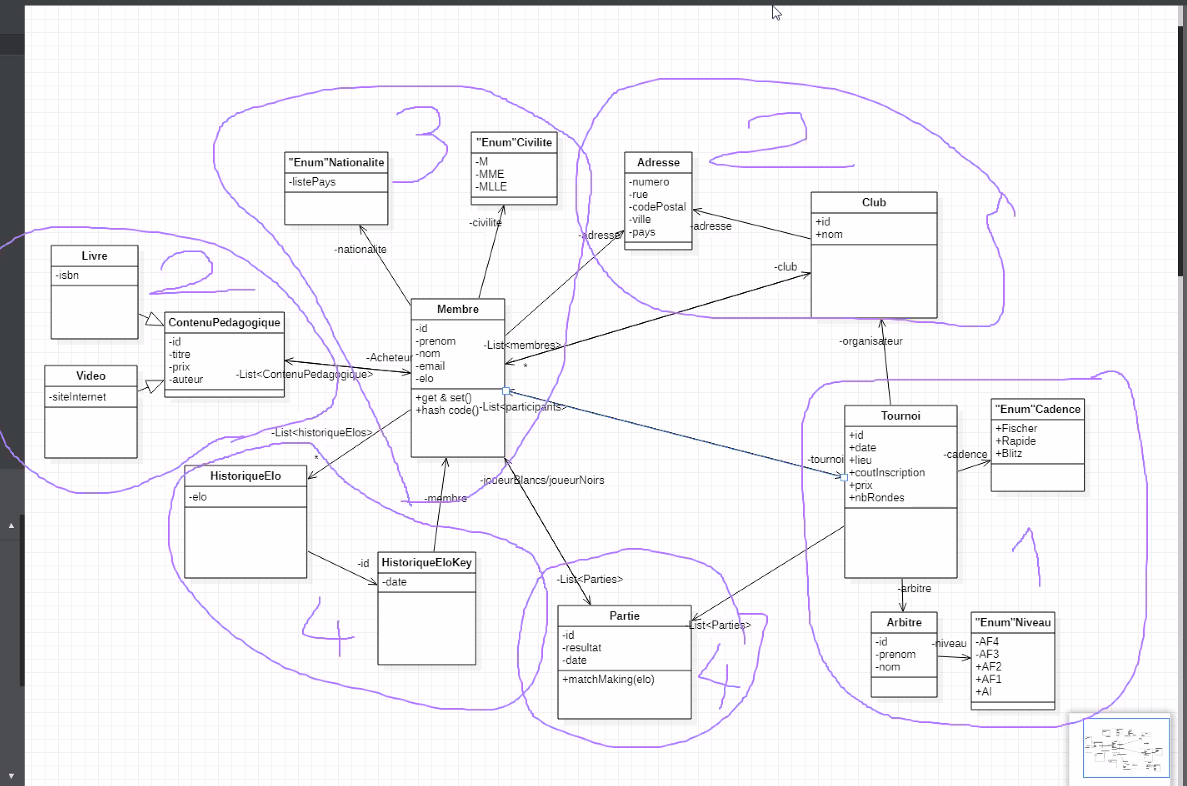 3
"Enum"Civilite
-M
-MME
-MLLE
"Enum"Nationalite
-listePays
2
Adresse
-numero
-rue
-codePostal
-ville
-pays
Club
+id
+nom
-civilite
-adresse
-adresse
-nationalite
-club
Livre
-isbn
2
ContenuPedagogique
-id
-titre
-prix
-auteur
Video
-siteInternet
-Acheteur
-List<ContenuPedagogique>
Membre
-id
-prenom
-nom
-email
-elo
+get & set()
+hash code()
-List<membres>
*
-List<participants>
-organisateur
Tournoi
+id
+date
+lieu
+coutInscription
+prix
+nbRondes
-tournoi
-cadence
"Enum"Cadence
+Fischer
+Rapide
+Blitz
1
-List<historiqueElos>
*
HistoriqueElo
-elo
-membre
-joueurBlancs/joueurNoirs
-id
HistoriqueEloKey
-date
4
-List<Parties>
Partie
-id
-resultat
-date
+matchMaking(elo)
-List<Parties>
-arbitre
Arbitre
-id
-prenom
-nom
-niveau
"Enum"Niveau
-AF4
-AF3
+AF2
+AF1
+AI